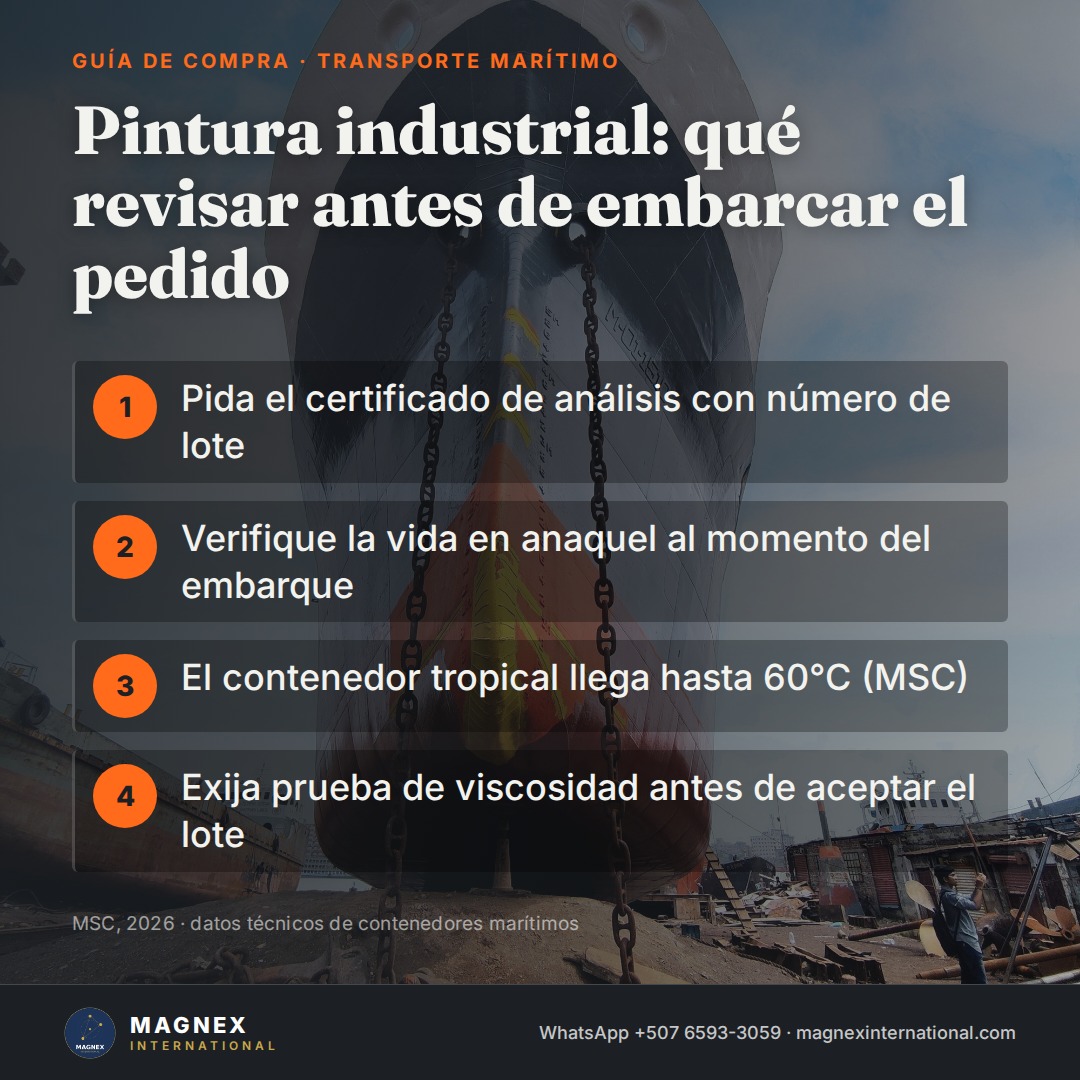 GUÍA DE COMPRA · TRANSPORTE MARÍTIMO
Pintura industrial: qué
revisar antes de embarcar el
pedido
1
Pida el certificado de análisis con número de
lote
2
Verifique la vida en anaquel al momento del
embarque
3
El contenedor tropical llega hasta 60°C (MSC)
4
Exija prueba de viscosidad antes de aceptar el
lote
MSC, 2026 · datos técnicos de contenedores marítimos
MAGNEX
MAGNEX
INTERNATIONAL
WhatsApp +507 6593-3059 · magnexinternational.com